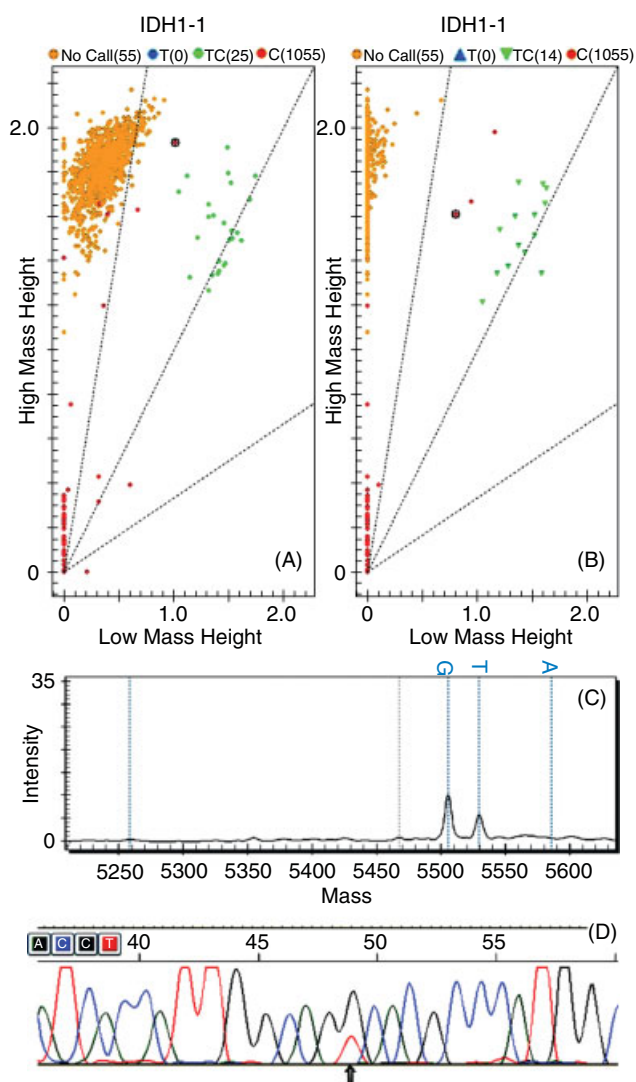 IDH1-1
No Call(55) T(0) TC(25) C(1055)
High Mass Height
2.0
0
(A)
0 1.0 2.0
Low Mass Height
IDH1-1
No Call(55) T(0) TC(14) C(1055)
High Mass Height
2.0
0
(B)
0 1.0 2.0
Low Mass Height
G T A
(C)
35
Intensity
0
5250 5300 5350 5400 5450 5500 5550 5600
Mass
(D)
A C C T 40 45 50 55